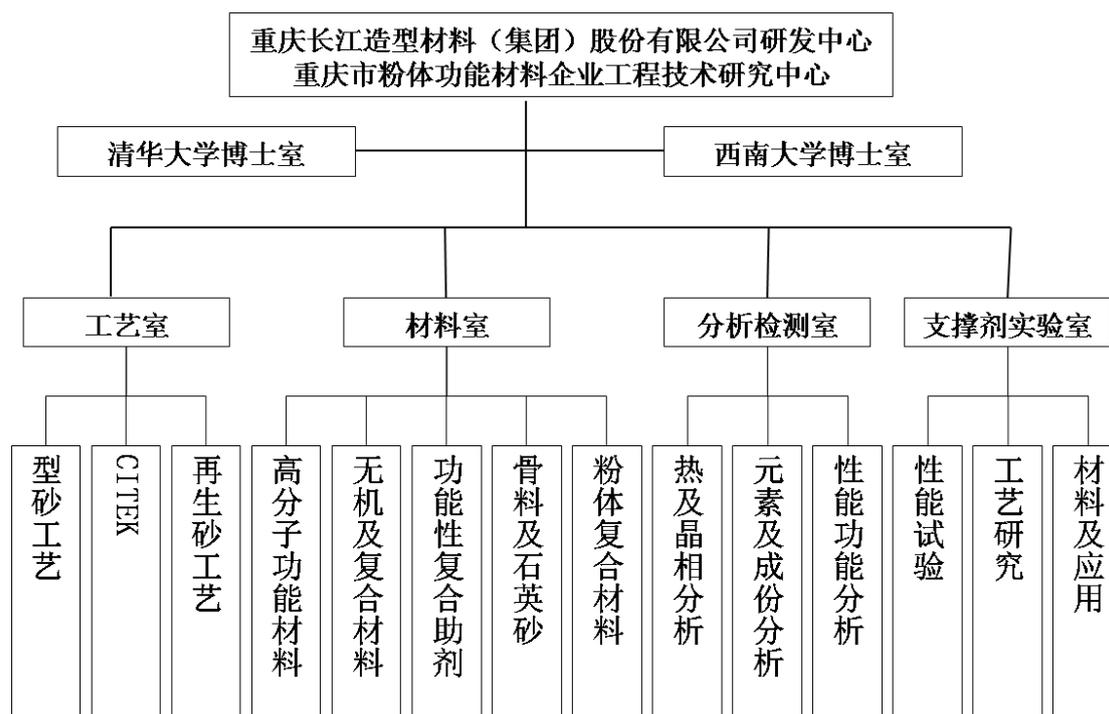 重庆长江造型材料（集团）股份有限公司研发中心
重庆市粉体功能材料企业工程技术研究中心
清华大学博士室
西南大学博士室
工艺室
材料室
分析检测室
支撑剂实验室
型砂工艺
CITEK
再生砂工艺
高分子功能材料
无机及复合材料
功能性复合助剂
骨料及石英砂
粉体复合材料
热及晶相分析
元素及成份分析
性能功能分析
性能试验
工艺研究
材料及应用